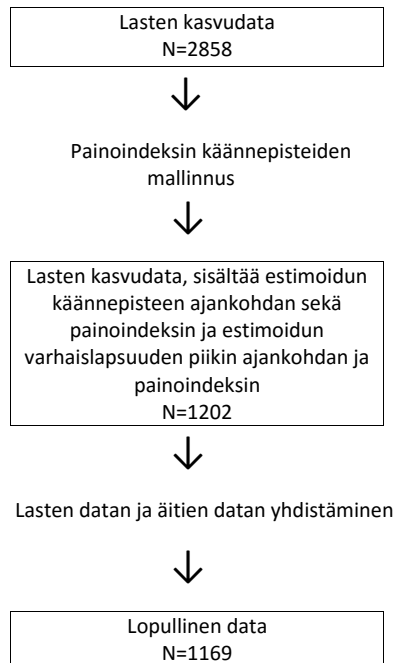 Lasten kasvudata
N=2858
Painoindeksin käännepisteiden
mallinnus
Lasten kasvudata, sisältää estimoidun
käännepisteen ajankohdan sekä
painoindeksin ja estimoidun
varhaislapsuuden piikin ajankohdan ja
painoindeksin
N=1202
Lasten datan ja äitien datan yhdistäminen
Lopullinen data
N=1169